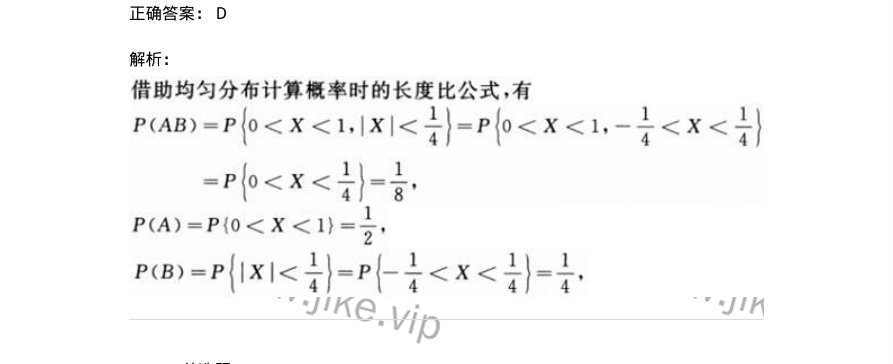 正确答案： D
解析：
借助均匀分布计算概率时的长度比公式,有
P(AB)=P{0<X<1,|X|<1/4}=P{0<X<1,-1/4<X<1/4}
=P{0<X<1/4}=1/8,
P(A)=P{0<X<1}=1/2,
P(B)=P{|X|<1/4}=P{-1/4<X<1/4}=1/4,
.jike.vip